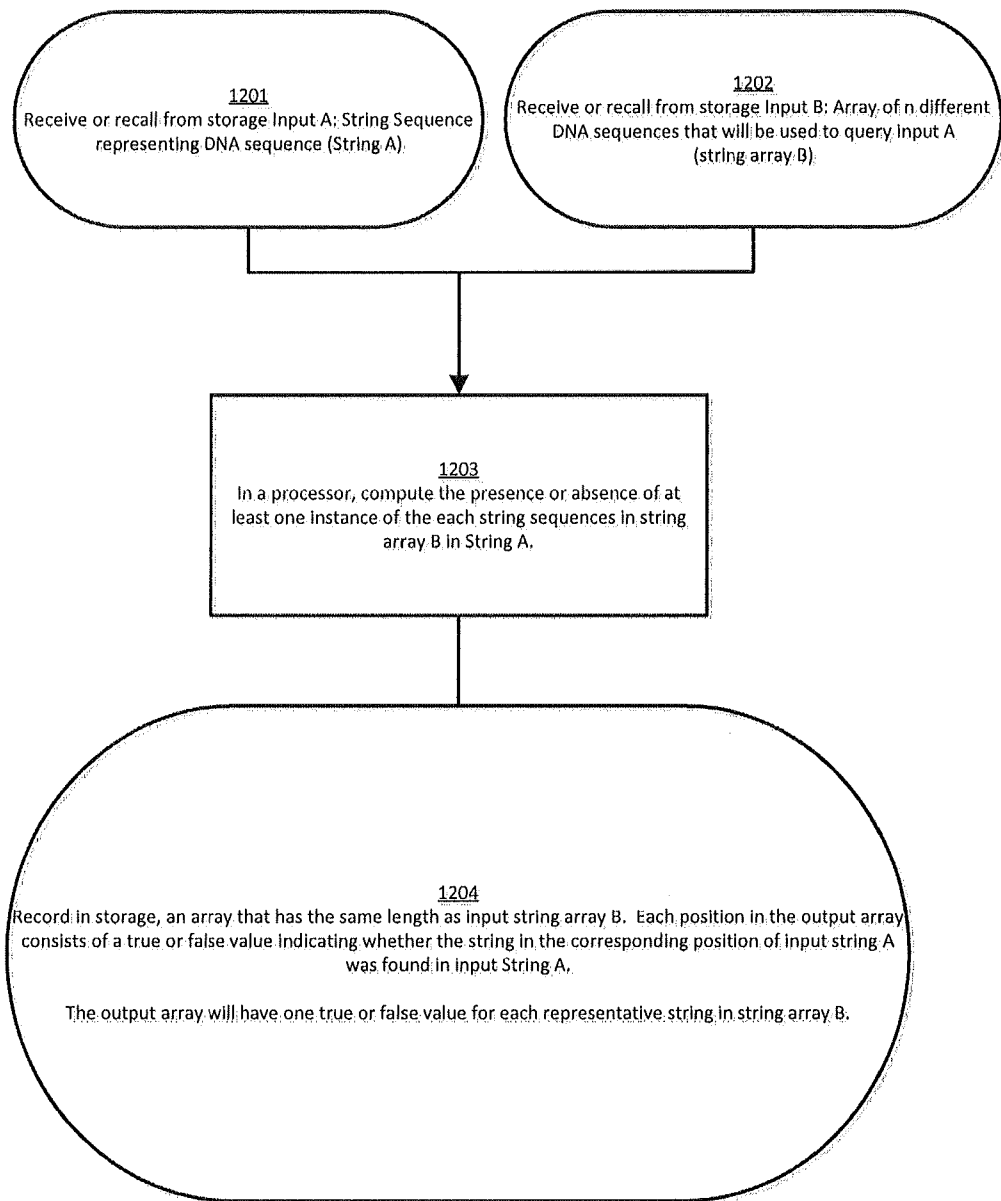 1201
Receive or recall from storage Input A: String Sequence
representing DNA sequence (String A)
1202
Receive or recall from storage Input B: Array of n different
DNA sequences that will be used to query input A
(string array B)
1203
In a processor, compute the presence or absence of at
least one instance of the each string sequences in string
array B in String A.
1204
Record in storage, an array that has the same length as input string array B. Each position in the output array
consists of a true or false value indicating whether the string in the corresponding position of input string A
was found in input String A.
The output array will have one true or false value for each representative string in string array B.